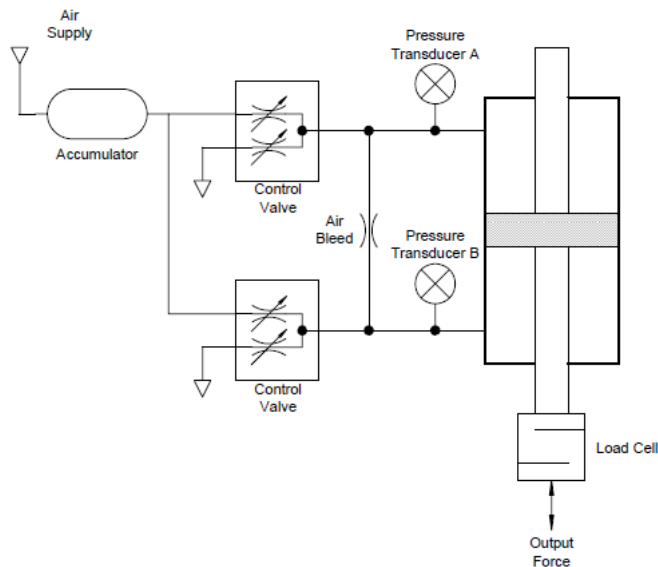 Air
Supply
Accumulator
Control
Valve
Pressure
Transducer A
Air
Bleed
Pressure
Transducer B
Control
Valve
Load Cell
Output
Force